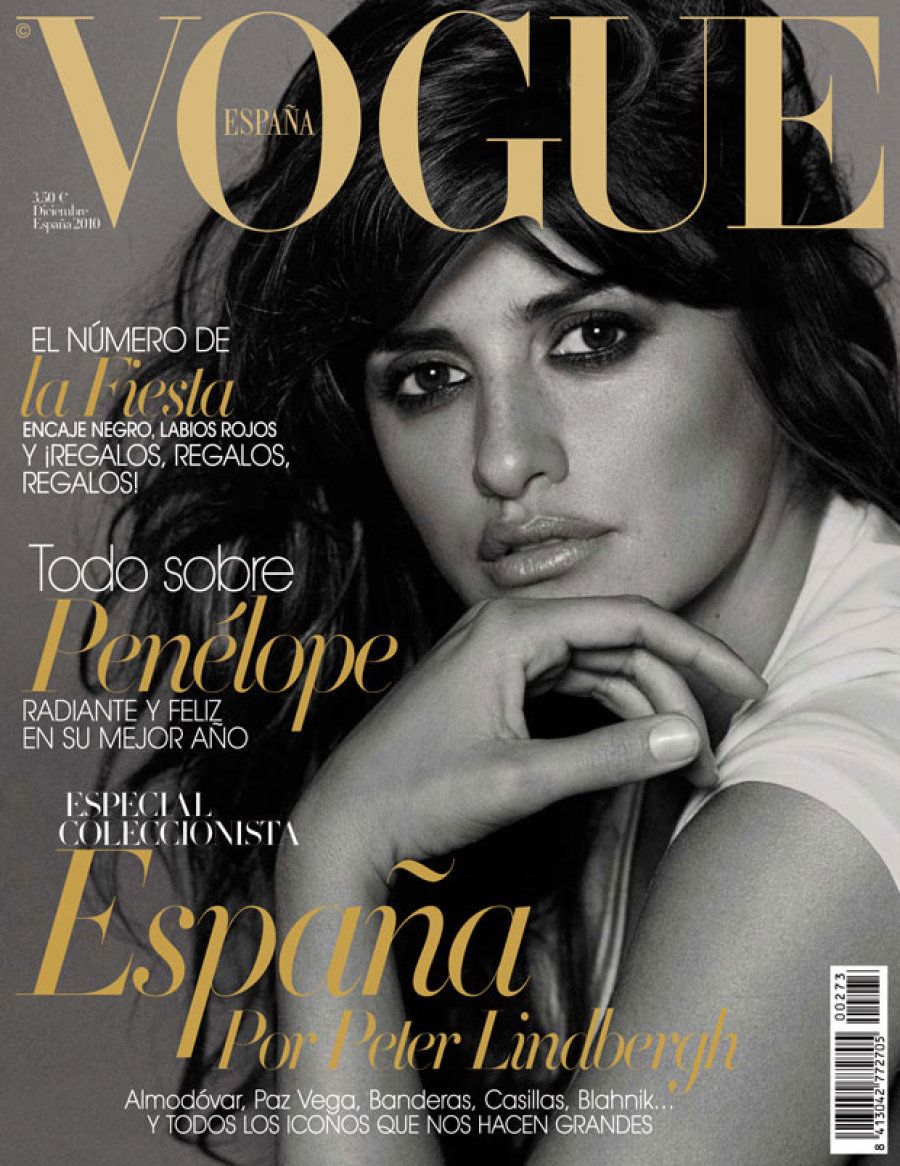 ©
VOGUE
ESPAÑA
3.50 €
Diciembre
España 2010
EL NÚMERO DE
la Fiesta
ENCAJE NEGRO, LABIOS ROJOS
Y ¡REGALOS, REGALOS,
REGALOS!
Todo sobre
Penélope
RADIANTE Y FELIZ
EN SU MEJOR AÑO
ESPECIAL
COLECCIONISTA
España
Por Peter Lindbergh
Almodóvar, Paz Vega, Banderas, Casillas, Blahnik...
Y TODOS LOS ICONOS QUE NOS HACEN GRANDES
00273
8 413042 772705